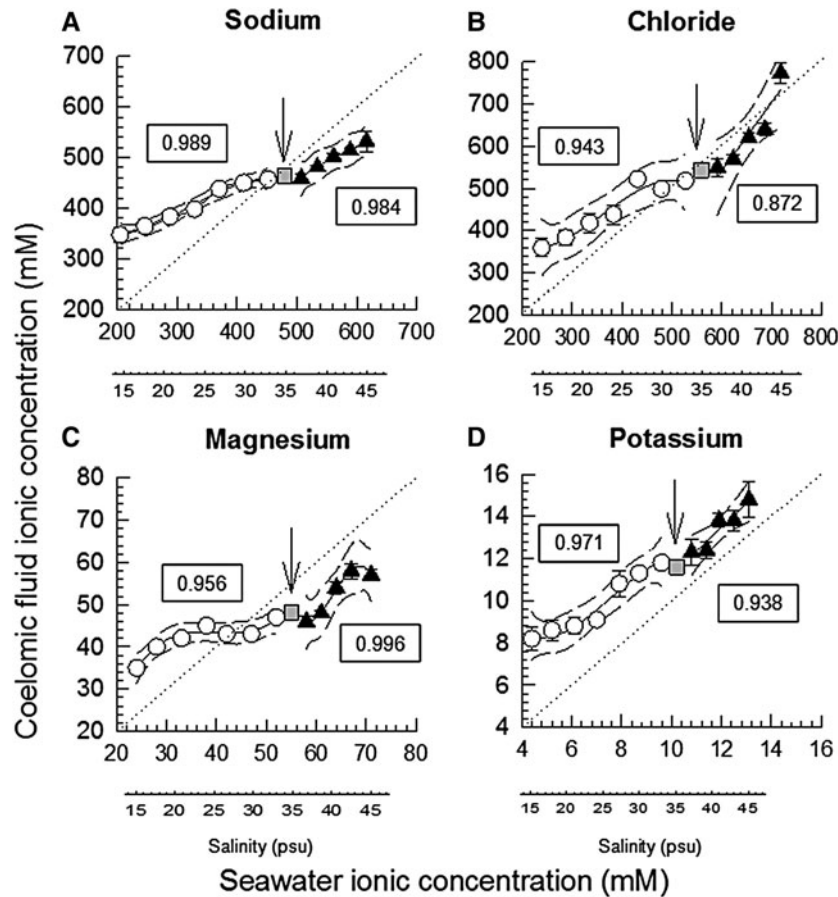 A Sodium
700
600
500
400
300
200
0.989
0.984
200 300 400 500 600 700
15 20 25 30 35 40 45
B Chloride
800
700
600
500
400
300
200
0.943
0.872
200 300 400 500 600 700 800
15 20 25 30 35 40 45
C Magnesium
80
70
60
50
40
30
20
0.956
0.996
20 30 40 50 60 70 80
15 20 25 30 35 40 45
Salinity (psu)
D Potassium
16
14
12
10
8
6
4
0.971
0.938
4 6 8 10 12 14 16
15 20 25 30 35 40 45
Salinity (psu)
Coelomic fluid ionic concentration (mM)
Seawater ionic concentration (mM)